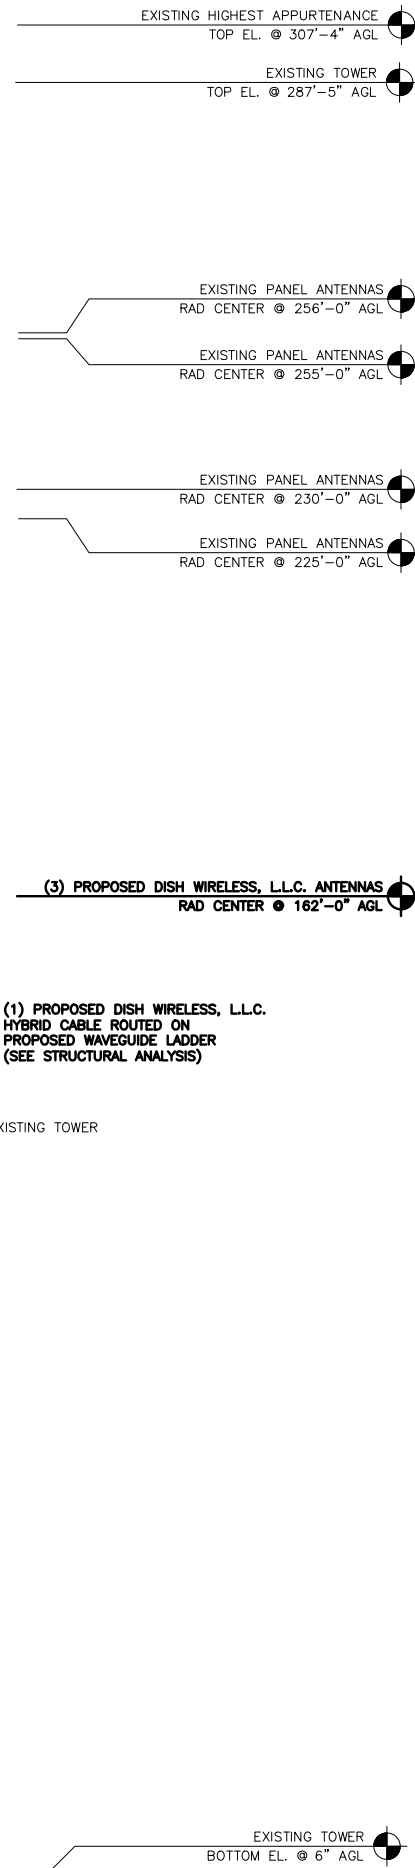 EXISTING HIGHEST APPURTENANCE
TOP EL. @ 307'-4" AGL
EXISTING TOWER
TOP EL. @ 287'-5" AGL
EXISTING PANEL ANTENNAS
RAD CENTER @ 256'-0" AGL
EXISTING PANEL ANTENNAS
RAD CENTER @ 255'-0" AGL
EXISTING PANEL ANTENNAS
RAD CENTER @ 230'-0" AGL
EXISTING PANEL ANTENNAS
RAD CENTER @ 225'-0" AGL
(3) PROPOSED DISH WIRELESS, L.L.C. ANTENNAS
RAD CENTER @ 162'-0" AGL
(1) PROPOSED DISH WIRELESS, L.L.C.
HYBRID CABLE ROUTED ON
PROPOSED WAVEGUIDE LADDER
(SEE STRUCTURAL ANALYSIS)
XISTING TOWER
EXISTING TOWER
BOTTOM EL. @ 6" AGL